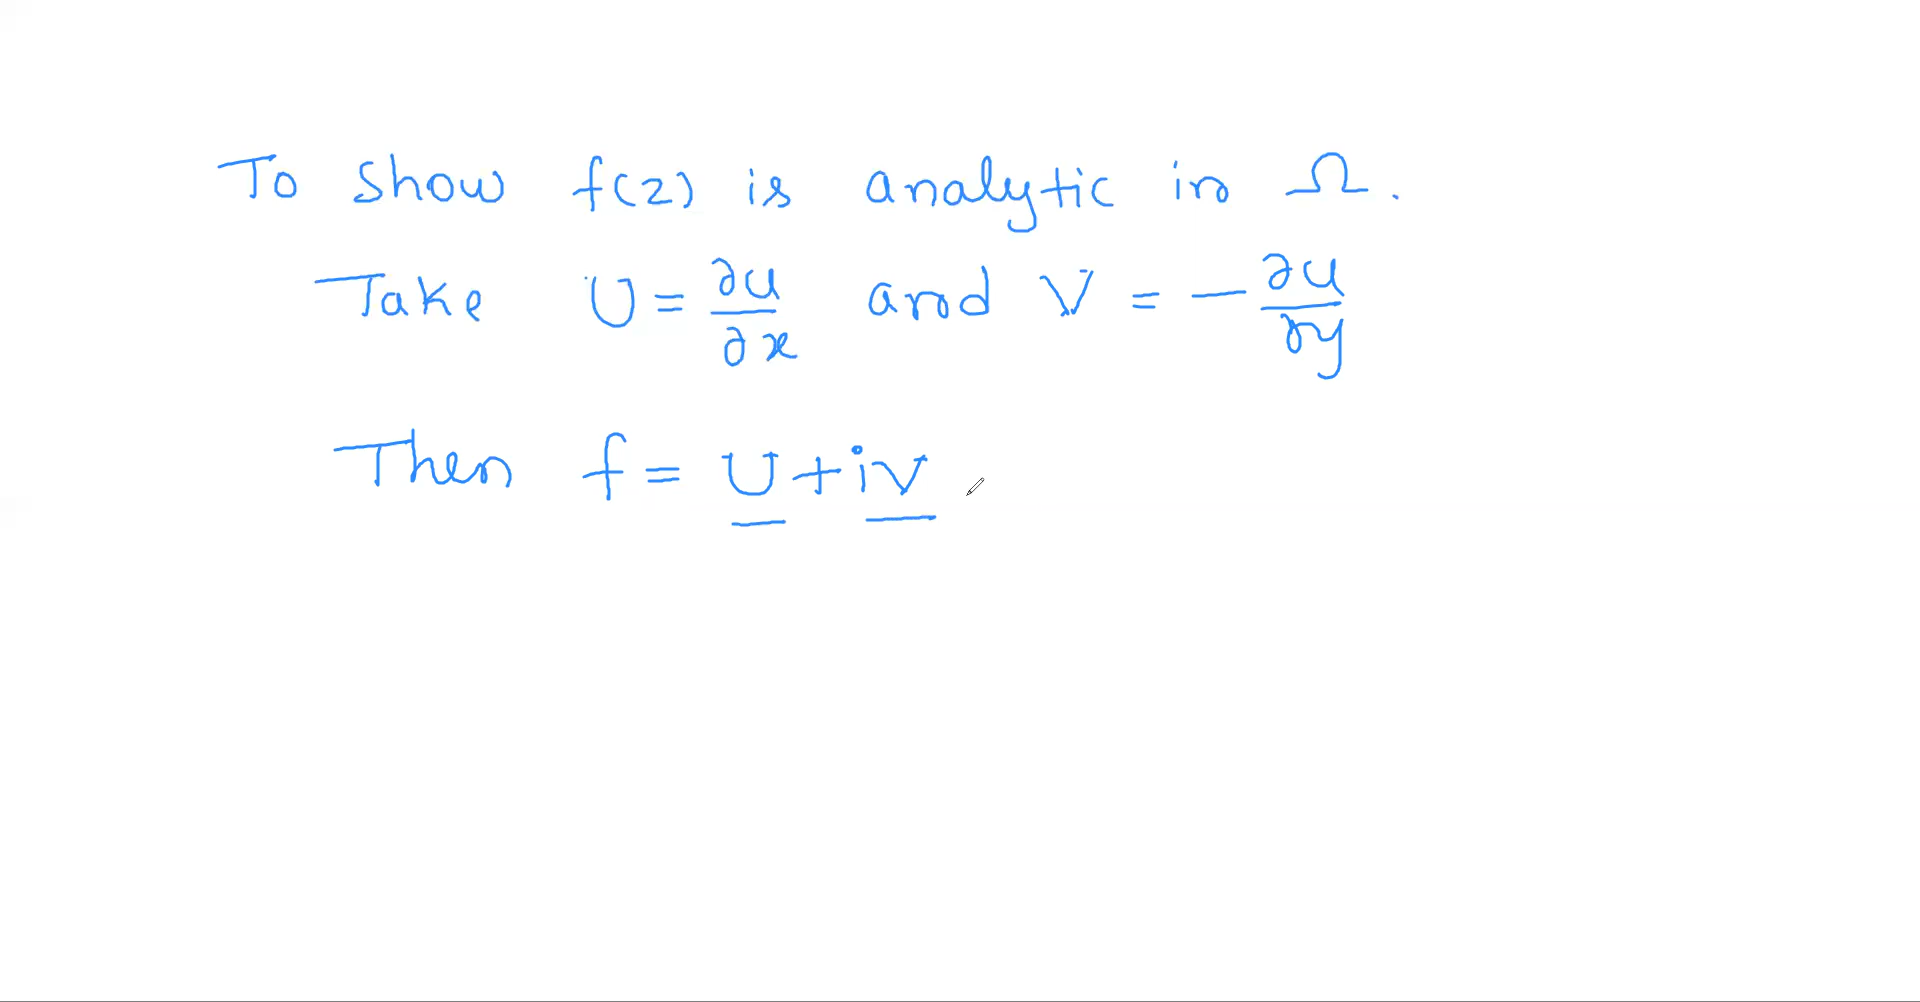 To show f(z) is analytic in Ω.
Take U = ∂u/∂x and V = -∂u/∂y
Then f = U + iV